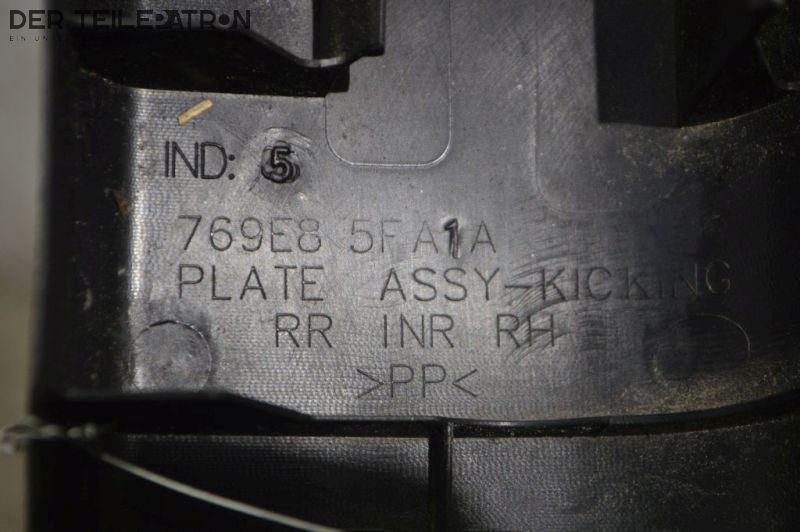 DER TEILEPATRON
IND: 5
769E8 5FA1A
PLATE ASSY-KICKING
RR INR RH
>PP<